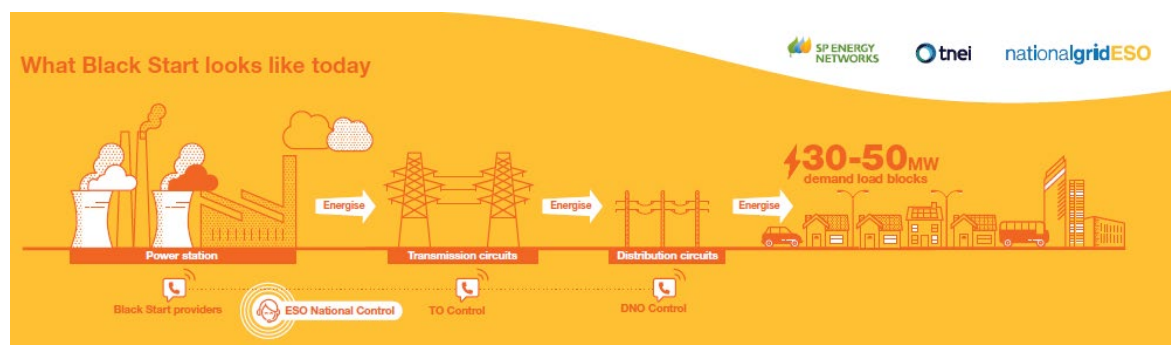 What Black Start looks like today
SP ENERGY
NETWORKS
tnei
nationalgridESO
30-50MW
demand load blocks
Energise
Energise
Energise
Power station
Transmission circuits
Distribution circuits
Black Start providers
ESO National Control
TO Control
DNO Control